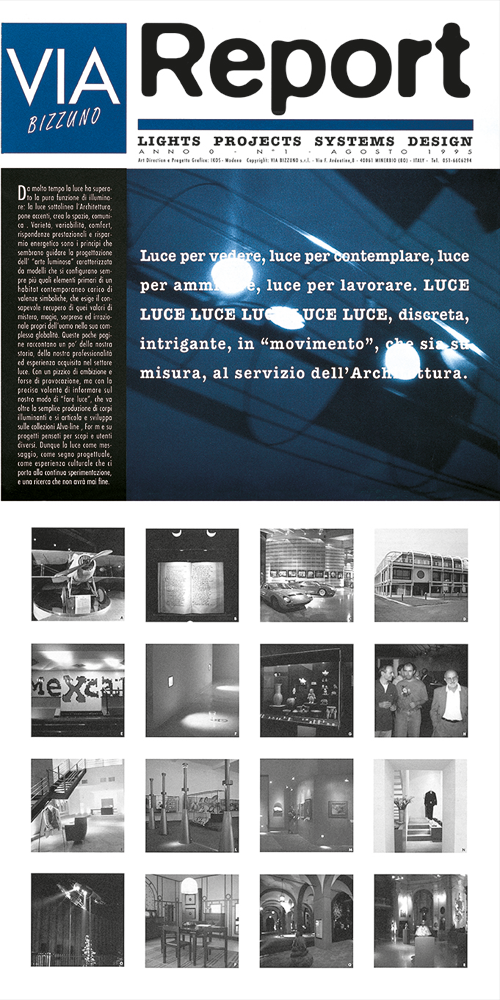 VIA
BIZZUNO
Report
LIGHTS PROJECTS SYSTEMS DESIGN
ANNO 0 - N°1 - AGOSTO 1995
Art Direction e Progetto Grafico: IKOS - Modena Copyright: VIA BIZZUNO s.r.l. - Via F. Ardentine,8 - 40061 MINERBIO (BO) - ITALY - Tel. 051-6606294
Da molto tempo la luce ha supera-
to la pura funzione di illumina-
re: la luce sottolinea l'Architettura,
pone accenti, crea lo spazio, comuni-
ca . Varietà, variabilità, comfort,
rispondenze prestazionali e rispar-
mio energetico sono i principi che
sembrano guidare la progettazione
dell' "arte luminosa" caratterizzata
da modelli che si configurano sem-
pre più quali elementi primari di un
habitat contemporaneo carico di
valenze simboliche, che esige il con-
sapevole recupero di quei valori di
mistero, magia, sorpresa ed irrazio-
nale propri dell'uomo nella sua com-
plessa globalità. Queste poche pagi-
ne raccontano un po' della nostra
storia, della nostra professionalità
ed esperienza acquisita nel settore
luce. Con un pizzico di ambizione e
forse di provocazione, ma con la
precisa volontà di informare sul
nostro modo di "fare luce", che va
oltre la semplice produzione di corpi
illuminanti e si articola e sviluppa
sulle collezioni Alva-line , For me e su
progetti pensati per scopi e utenti
diversi. Dunque la luce come mes-
saggio, come segno progettuale,
come esperienza culturale che ci
porta alla continua sperimentazione,
e una ricerca che non avrà mai fine.
Luce per vedere, luce per contemplare, luce
per ammirare, luce per lavorare. LUCE
LUCE LUCE LUCE LUCE LUCE, discreta,
intrigante, in "movimento", che sia su
misura, al servizio dell'Architettura.
A
B
C
D
MeXcal
E
F
G
H
I
L
M
N
O
P
Q
R